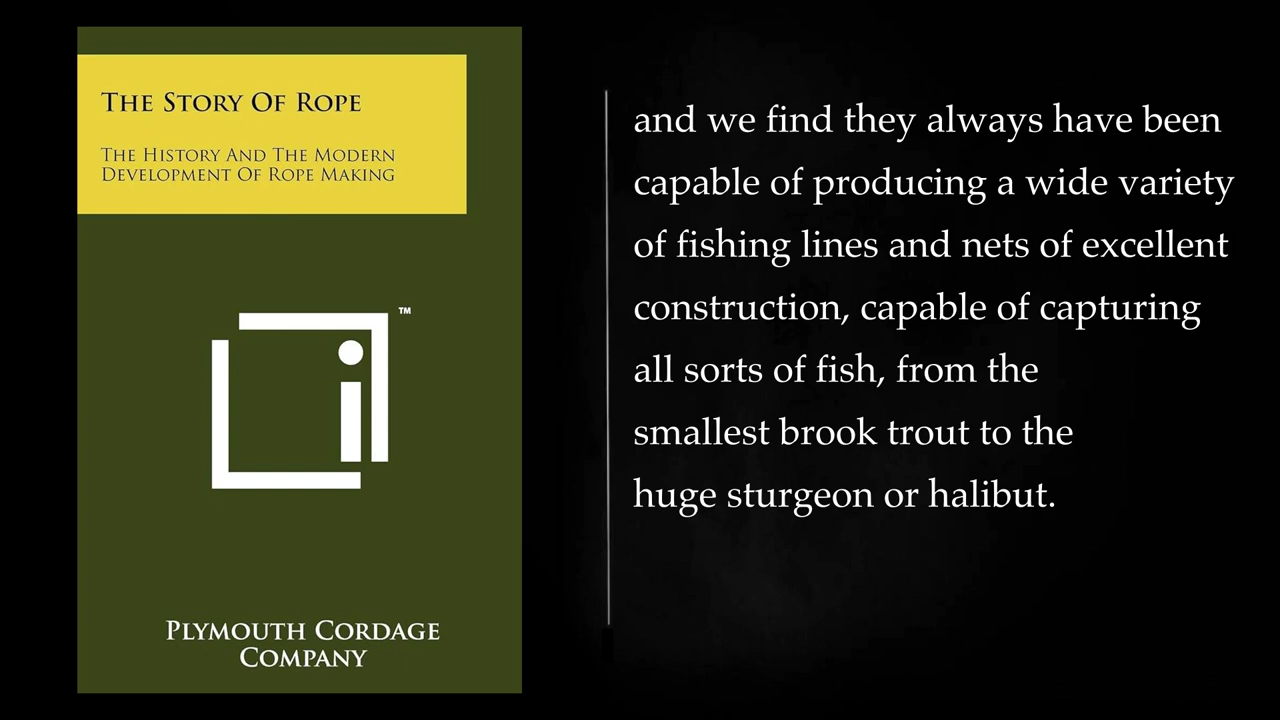 THE STORY OF ROPE
THE HISTORY AND THE MODERN
DEVELOPMENT OF ROPE MAKING
TM
PLYMOUTH CORDAGE
COMPANY
and we find they always have been
capable of producing a wide variety
of fishing lines and nets of excellent
construction, capable of capturing
all sorts of fish, from the
smallest brook trout to the
huge sturgeon or halibut.